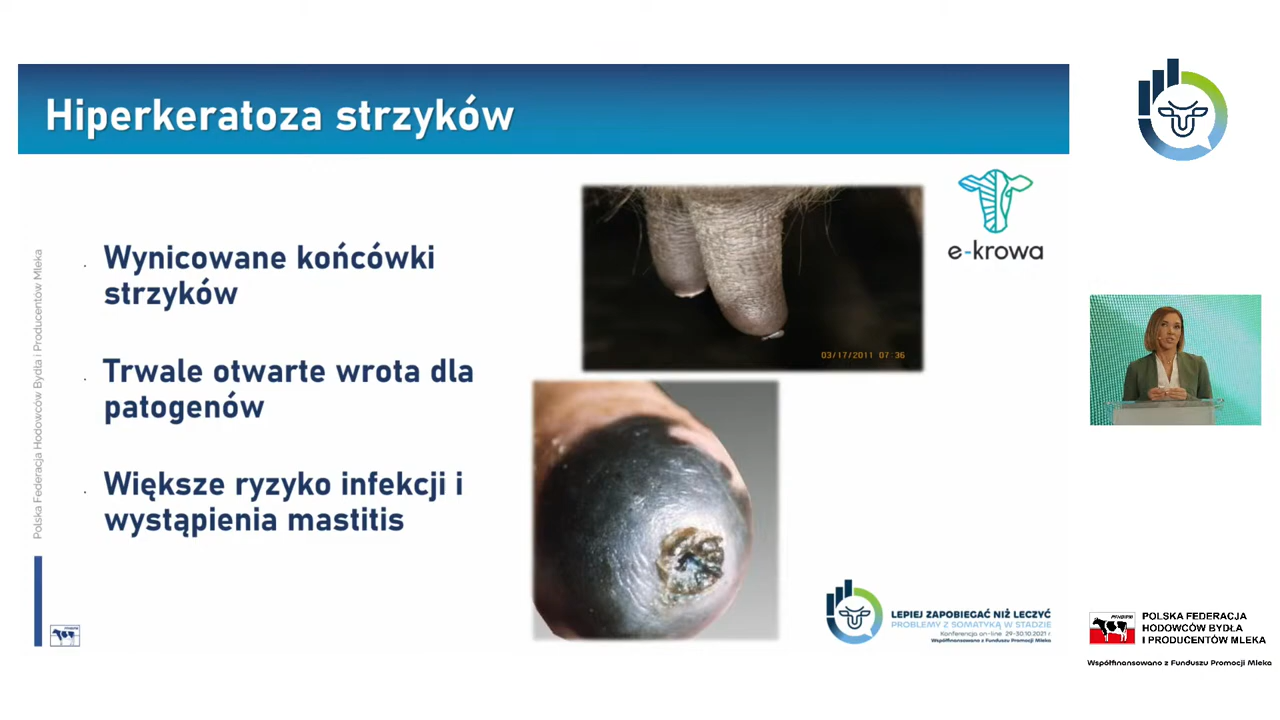 Hiperkeratoza strzyków
e-krowa
Wynicowane końcówki
strzyków
Trwale otwarte wrota dla
patogenów
Większe ryzyko infekcji i
wystąpienia mastitis
03/17/2011 07:36
Polska Federacja Hodowców Bydła i Producentów Mleka
LEPIEJ ZAPOBIEGAĆ NIŻ LECZYĆ
PROBLEMY Z SOMATYKĄ W STADZIE
Konferencja on-line 29-30.10.2021 r.
Współfinansowano z Funduszu Promocji Mleka
POLSKA FEDERACJA
HODOWCÓW BYDŁA
I PRODUCENTÓW MLEKA
Współfinansowano z Funduszu Promocji Mleka